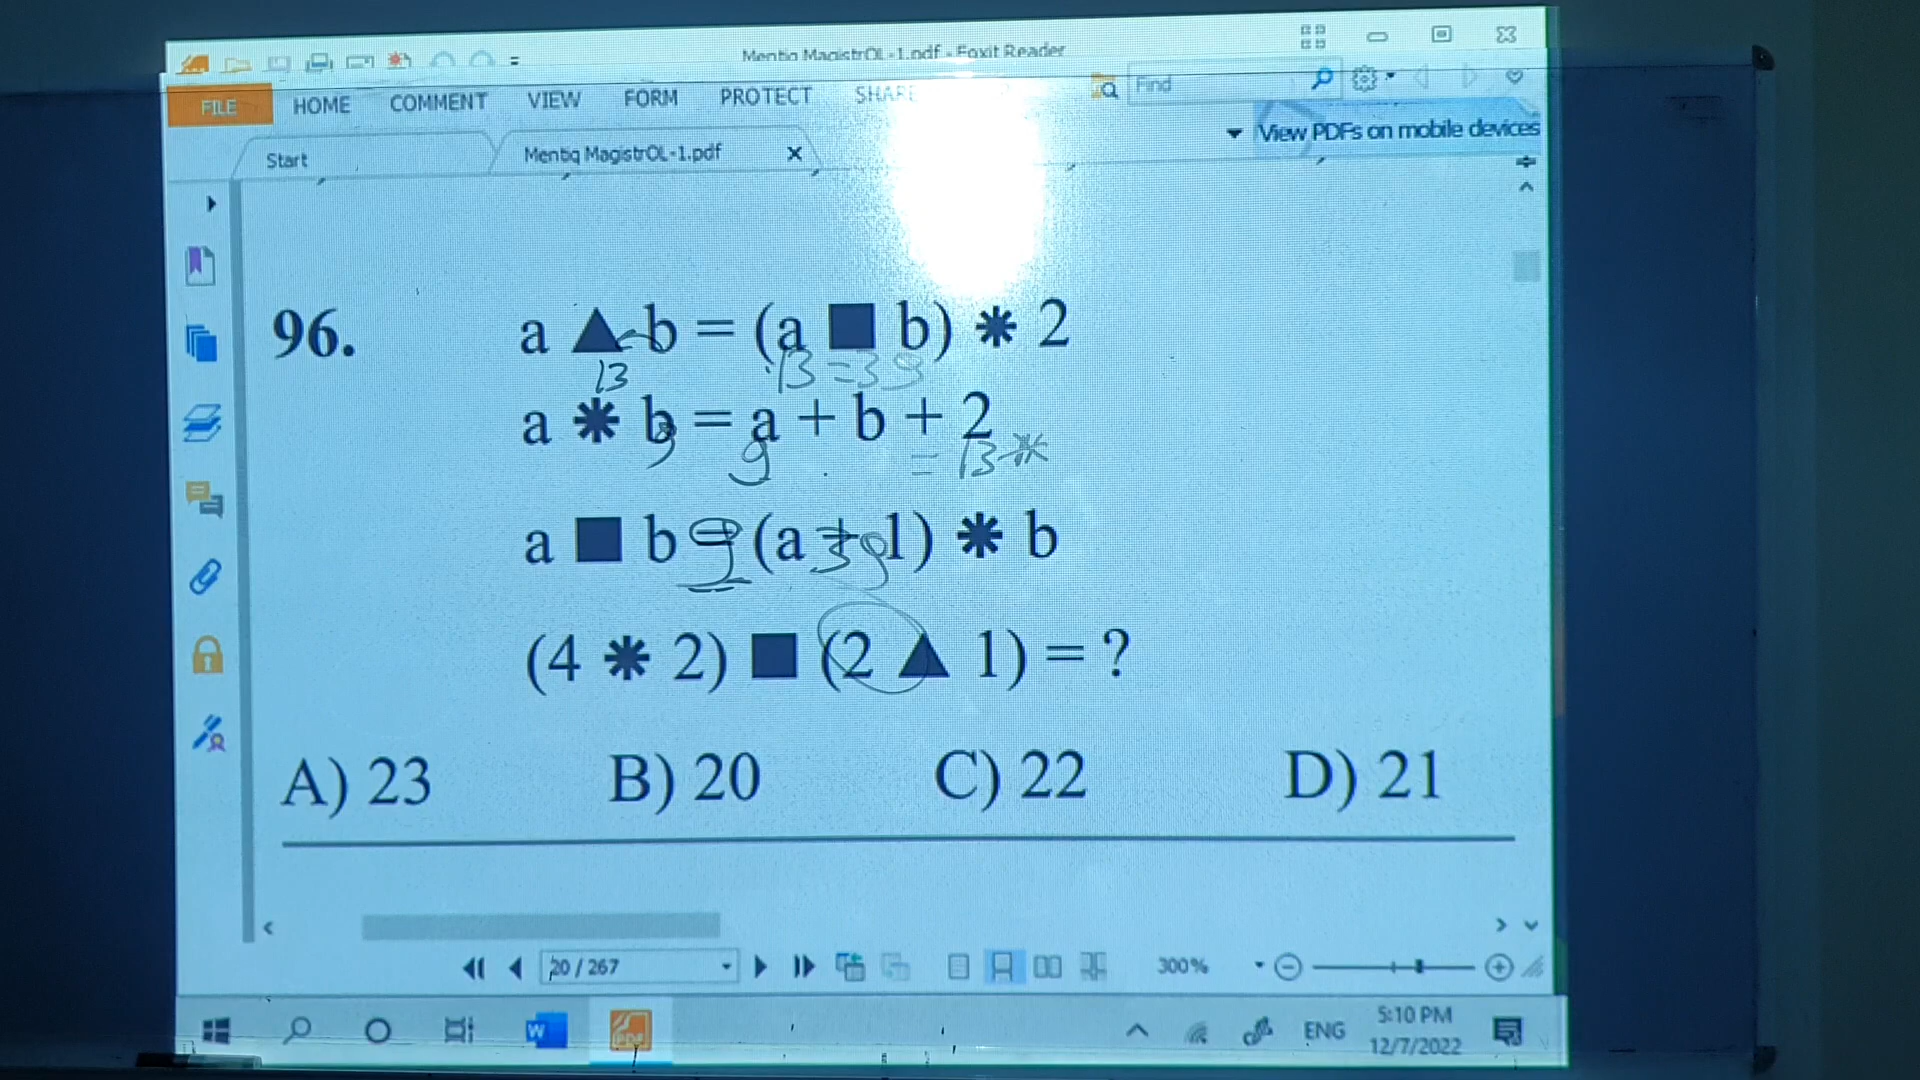 Mentiq MagistrOL-1.pdf - Foxit Reader
FILE HOME COMMENT VIEW FORM PROTECT SHARE Find
View PDFs on mobile devices
Start Mentiq MagistrOL-1.pdf
96. a ▲ b = (a ■ b) ✱ 2
13 13 = 39
a ✱ b = a + b + 2
9 9 = 13 *
a ■ b = (a + 1) ✱ b
(4 ✱ 2) ■ (2 ▲ 1) = ?
A) 23 B) 20 C) 22 D) 21
20 / 267 300%
ENG 5:10 PM
12/7/2022